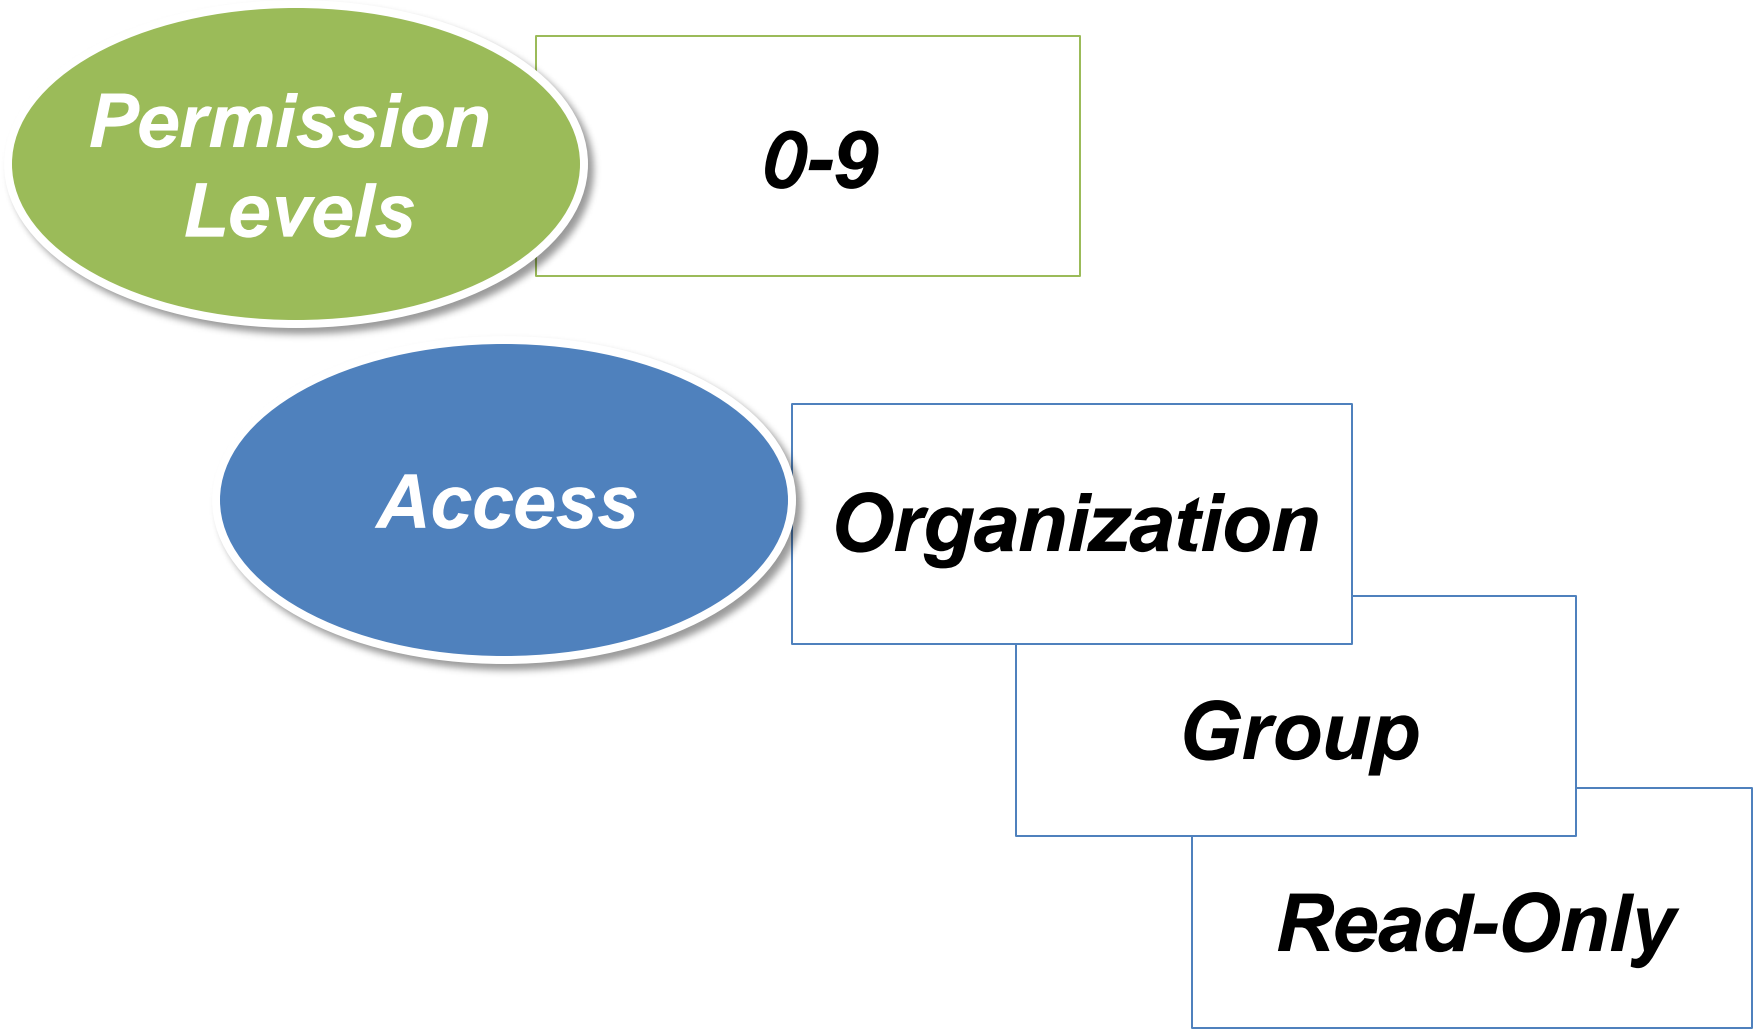 Permission
Levels
0-9
Access
Organization
Group
Read-Only